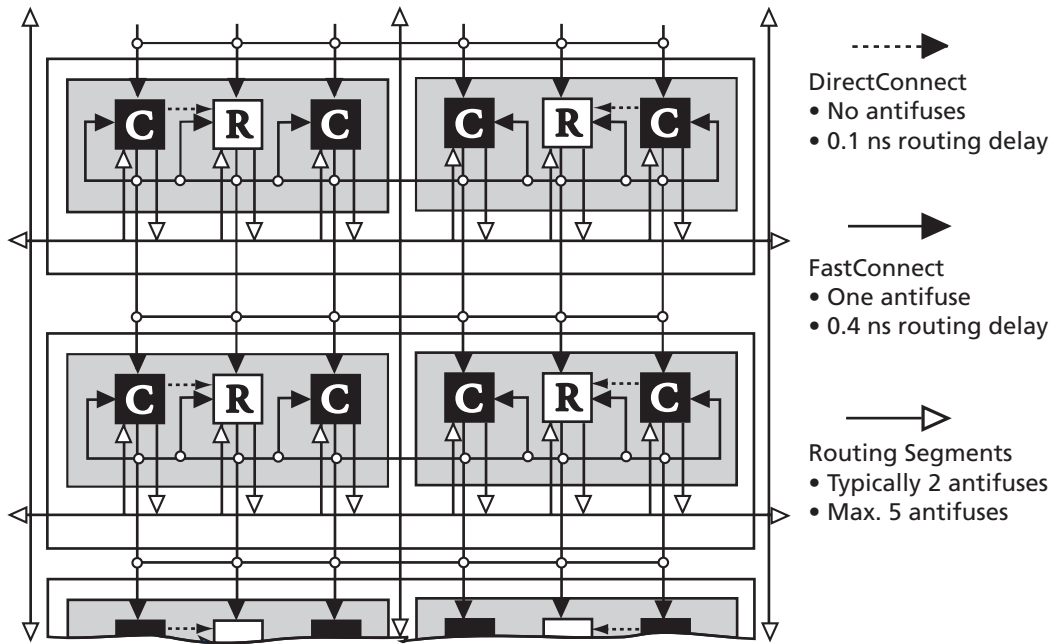 C R C C R C
C R C C R C
DirectConnect
• No antifuses
• 0.1 ns routing delay
FastConnect
• One antifuse
• 0.4 ns routing delay
Routing Segments
• Typically 2 antifuses
• Max. 5 antifuses